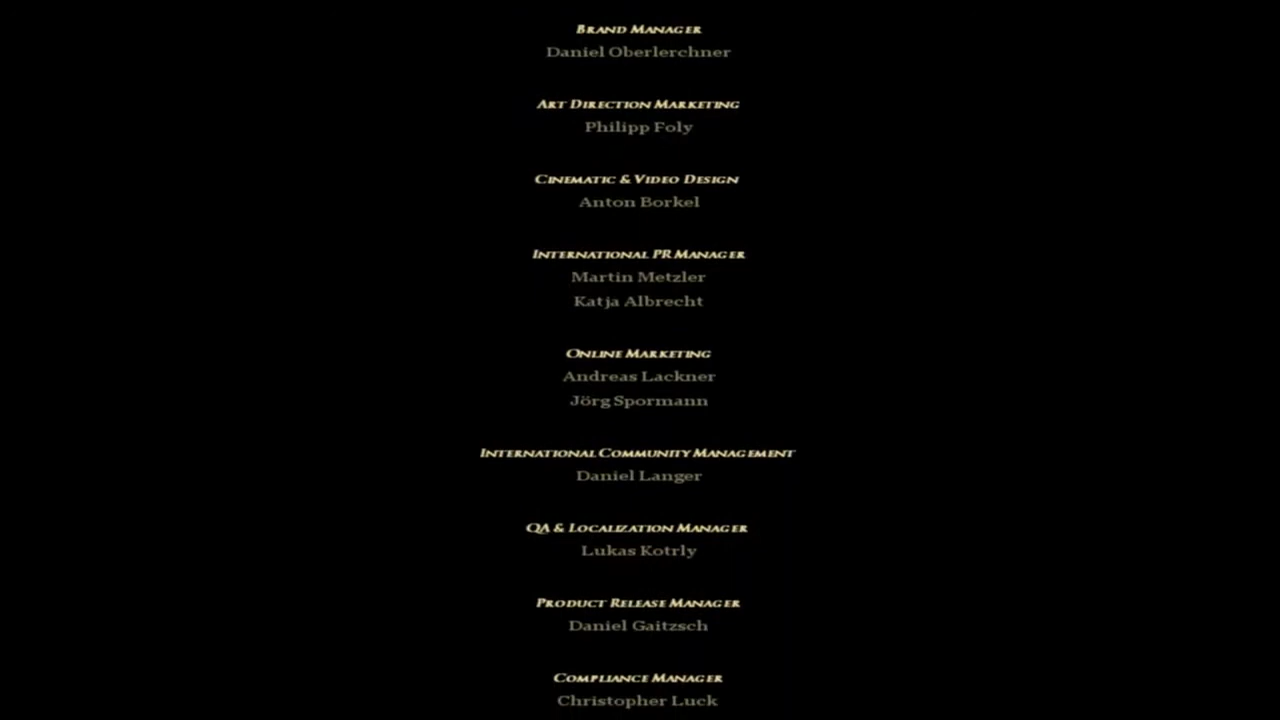 Brand Manager
Daniel Oberlerchner
Art Direction Marketing
Philipp Foly
Cinematic & Video Design
Anton Borkel
International PR Manager
Martin Metzler
Katja Albrecht
Online Marketing
Andreas Lackner
Jörg Spormann
International Community Management
Daniel Langer
QA & Localization Manager
Lukas Kotrly
Product Release Manager
Daniel Gaitzsch
Compliance Manager
Christopher Luck